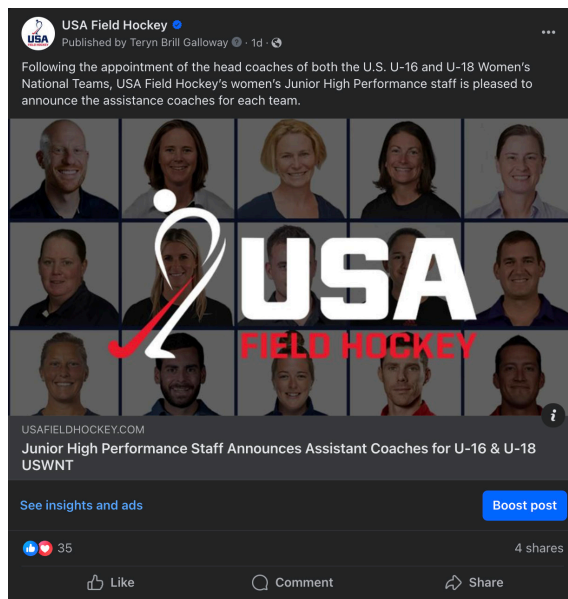 USA Field Hockey
Published by Teryn Brill Galloway · 1d ·
Following the appointment of the head coaches of both the U.S. U-16 and U-18 Women's
National Teams, USA Field Hockey's women's Junior High Performance staff is pleased to
announce the assistance coaches for each team.
USA
FIELD HOCKEY
USA
FIELD HOCKEY
USAFIELDHOCKEY.COM
Junior High Performance Staff Announces Assistant Coaches for U-16 & U-18
USWNT
See insights and ads
Boost post
35
4 shares
Like
Comment
Share